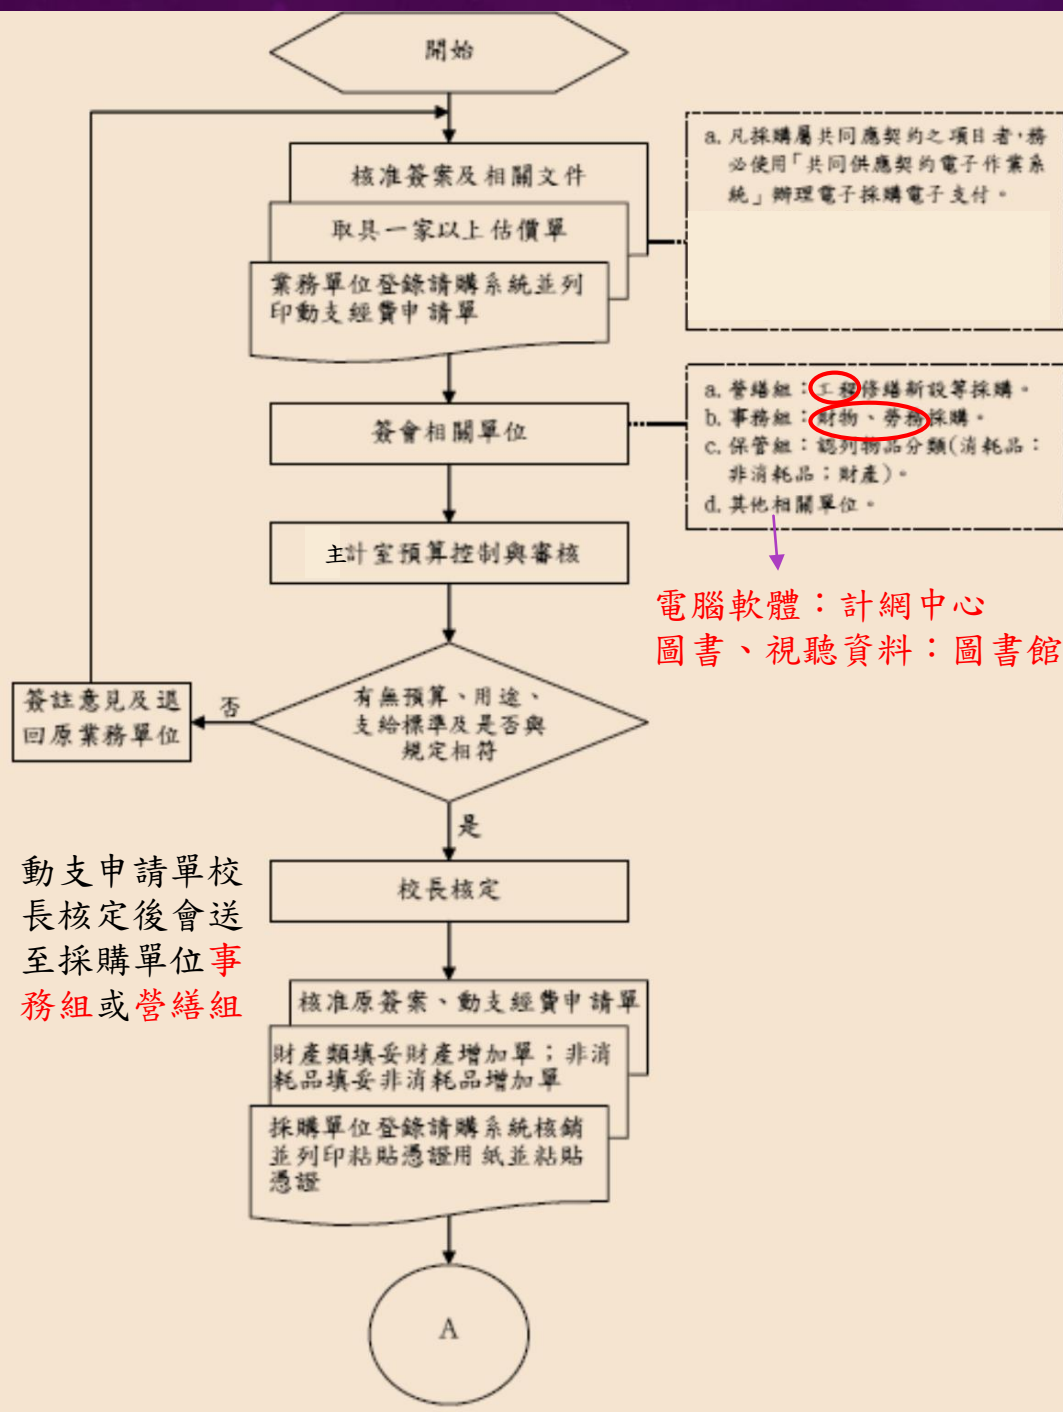 開始
核准簽案及相關文件
取具一家以上估價單
業務單位登錄請購系統並列
印動支經費申請單
a. 凡採購屬共同應契約之項目者，務
必使用「共同供應契約電子作業系
統」辦理電子採購電子支付。
簽會相關單位
a. 營繕組：工程修繕新設等採購。
b. 事務組：財物、勞務採購。
c. 保管組：認列物品分類(消耗品：
非消耗品；財產)。
d. 其他相關單位。
電腦軟體：計網中心
圖書、視聽資料：圖書館
主計室預算控制與審核
有無預算、用途、
支給標準及是否與
規定相符
否
簽註意見及退
回原業務單位
是
校長核定
動支申請單校
長核定後會送
至採購單位事
務組或營繕組
核准原簽案、動支經費申請單
財產類填妥財產增加單；非消
耗品填妥非消耗品增加單
採購單位登錄請購系統核銷
並列印粘貼憑證用紙並粘貼
憑證
A